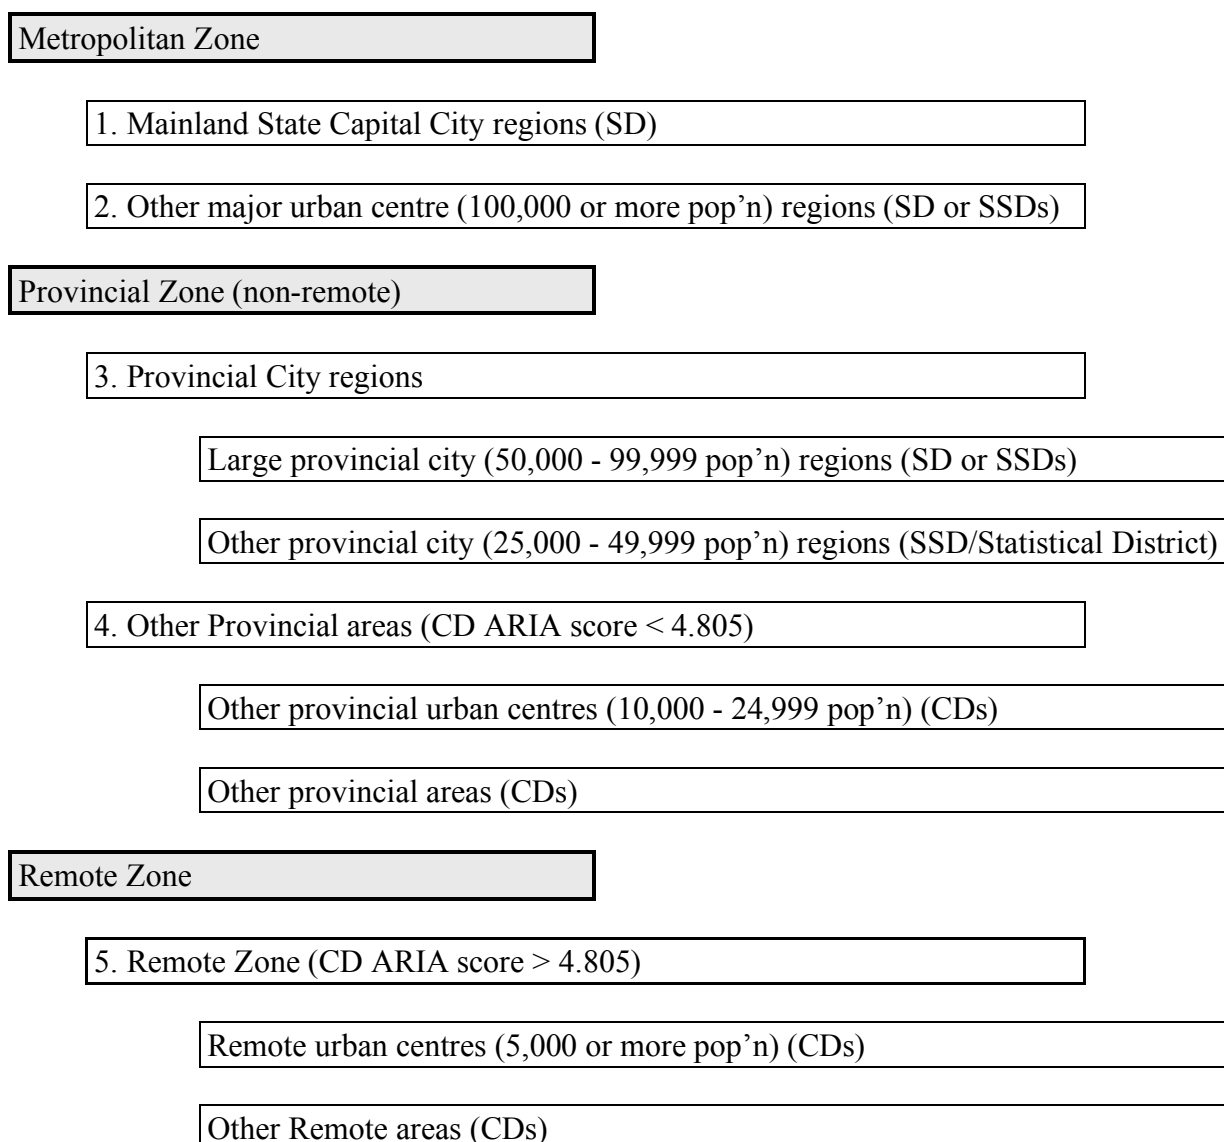 Metropolitan Zone
1. Mainland State Capital City regions (SD)
2. Other major urban centre (100,000 or more pop’n) regions (SD or SSDs)
Provincial Zone (non-remote)
3. Provincial City regions
Large provincial city (50,000 - 99,999 pop’n) regions (SD or SSDs)
Other provincial city (25,000 - 49,999 pop’n) regions (SSD/Statistical District)
4. Other Provincial areas (CD ARIA score < 4.805)
Other provincial urban centres (10,000 - 24,999 pop’n) (CDs)
Other provincial areas (CDs)
Remote Zone
5. Remote Zone (CD ARIA score > 4.805)
Remote urban centres (5,000 or more pop’n) (CDs)
Other Remote areas (CDs)